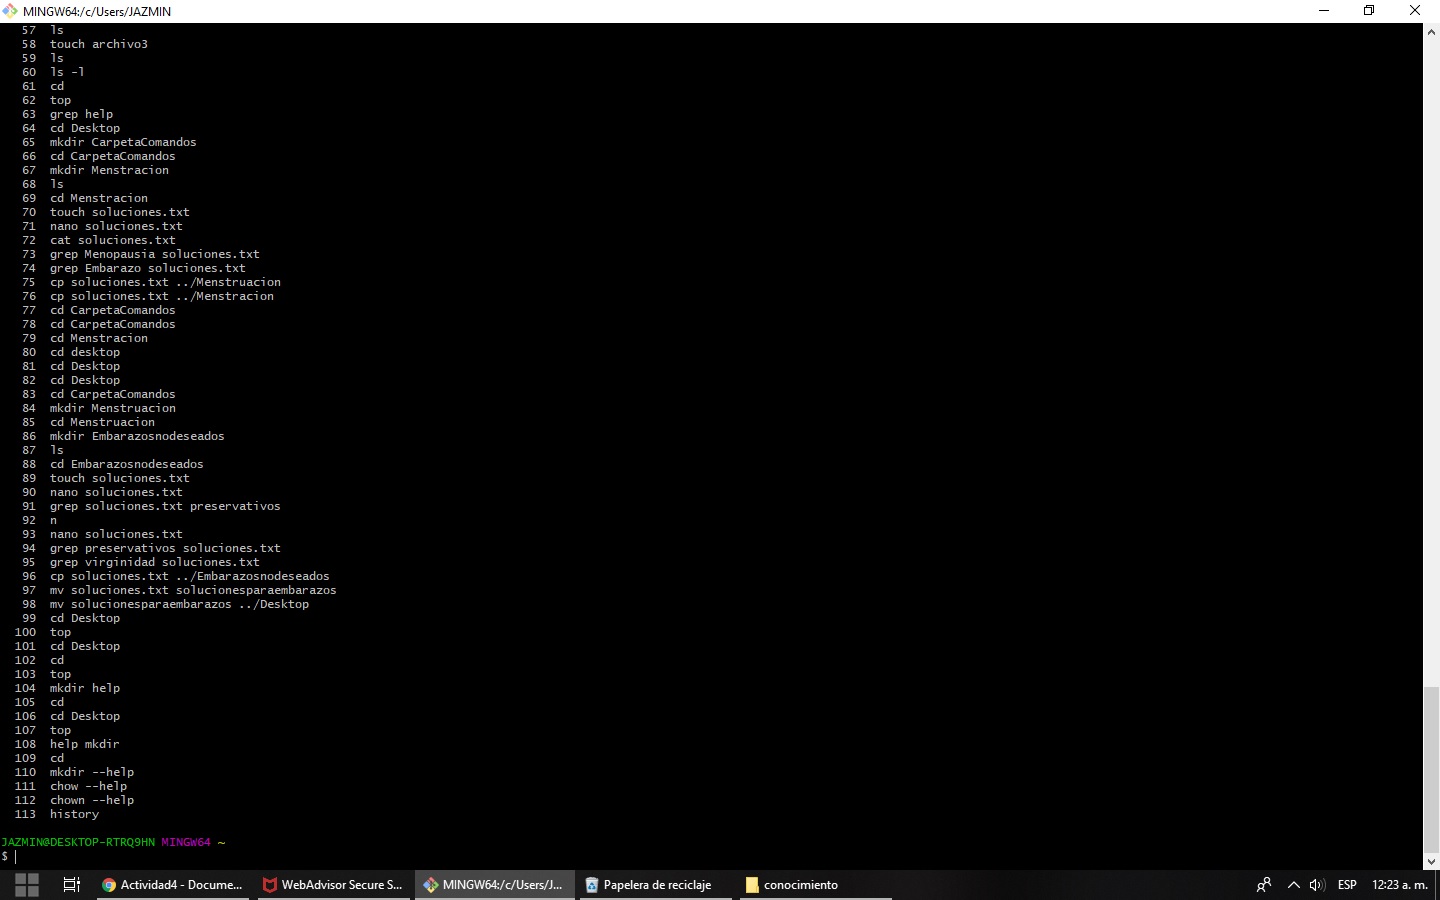 MINGW64:/c/Users/JAZMIN
57 ls
58 touch archivo3
59 ls
60 ls -l
61 cd
62 top
63 grep help
64 cd Desktop
65 mkdir CarpetaComandos
66 cd CarpetaComandos
67 mkdir Menstracion
68 ls
69 cd Menstracion
70 touch soluciones.txt
71 nano soluciones.txt
72 cat soluciones.txt
73 grep Menopausia soluciones.txt
74 grep Embarazo soluciones.txt
75 cp soluciones.txt ../Menstruacion
76 cp soluciones.txt ../Menstracion
77 cd CarpetaComandos
78 cd CarpetaComandos
79 cd Menstracion
80 cd desktop
81 cd Desktop
82 cd Desktop
83 cd CarpetaComandos
84 mkdir Menstruacion
85 cd Menstruacion
86 mkdir Embarazosnodeseados
87 ls
88 cd Embarazosnodeseados
89 touch soluciones.txt
90 nano soluciones.txt
91 grep soluciones.txt preservativos
92 n
93 nano soluciones.txt
94 grep preservativos soluciones.txt
95 grep virginidad soluciones.txt
96 cp soluciones.txt ../Embarazosnodeseados
97 mv soluciones.txt solucionesparaembarazos
98 mv solucionesparaembarazos ../Desktop
99 cd Desktop
100 top
101 cd Desktop
102 cd
103 top
104 mkdir help
105 cd
106 cd Desktop
107 top
108 help mkdir
109 cd
110 mkdir --help
111 chow --help
112 chown --help
113 history
JAZMIN@DESKTOP-RTRQ9HN MINGW64 ~
$
Actividad4 - Docume... WebAdvisor Secure S... MINGW64:/c/Users/J... Papelera de reciclaje conocimiento ESP 12:23 a. m.